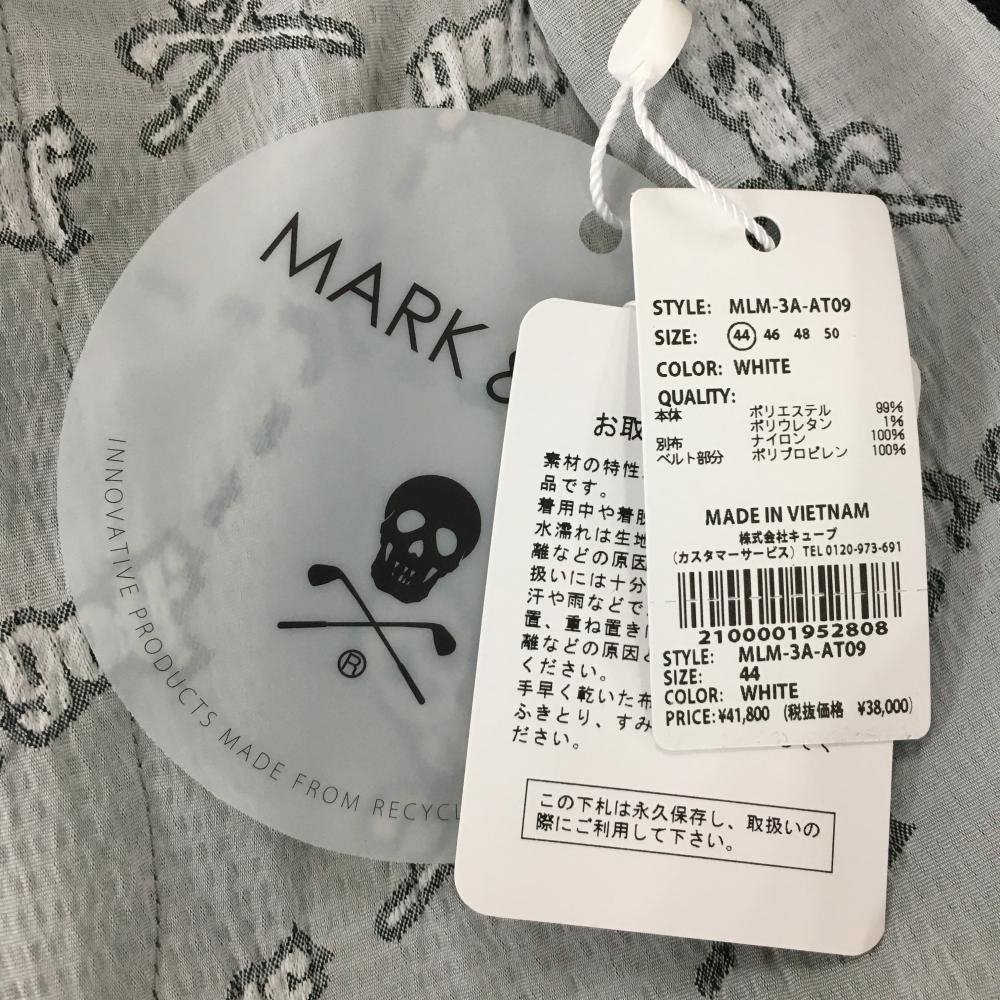 MARK &
INNOVATIVE PRODUCTS MADE FROM RECYCL
®
お取
素材の特性
品です。
着用中や着脱
水濡れは生地
離などの原因
扱いには十分
汗や雨などで
置、重ね置き
離などの原因と
ください。
手早く乾いた布
ふきとり、すみ
ださい。
この下札は永久保存し、取扱いの
際にご利用して下さい。
STYLE: MLM-3A-AT09
SIZE: 44 46 48 50
COLOR: WHITE
QUALITY:
本体 ポリエステル 99%
ポリウレタン 1%
別布 ナイロン 100%
ベルト部分 ポリプロピレン 100%
MADE IN VIETNAM
株式会社キューブ
(カスタマーサービス) TEL 0120-973-691
2100001952808
STYLE: MLM-3A-AT09
SIZE: 44
COLOR: WHITE
PRICE: ¥41,800 (税抜価格 ¥38,000)
golf
golf